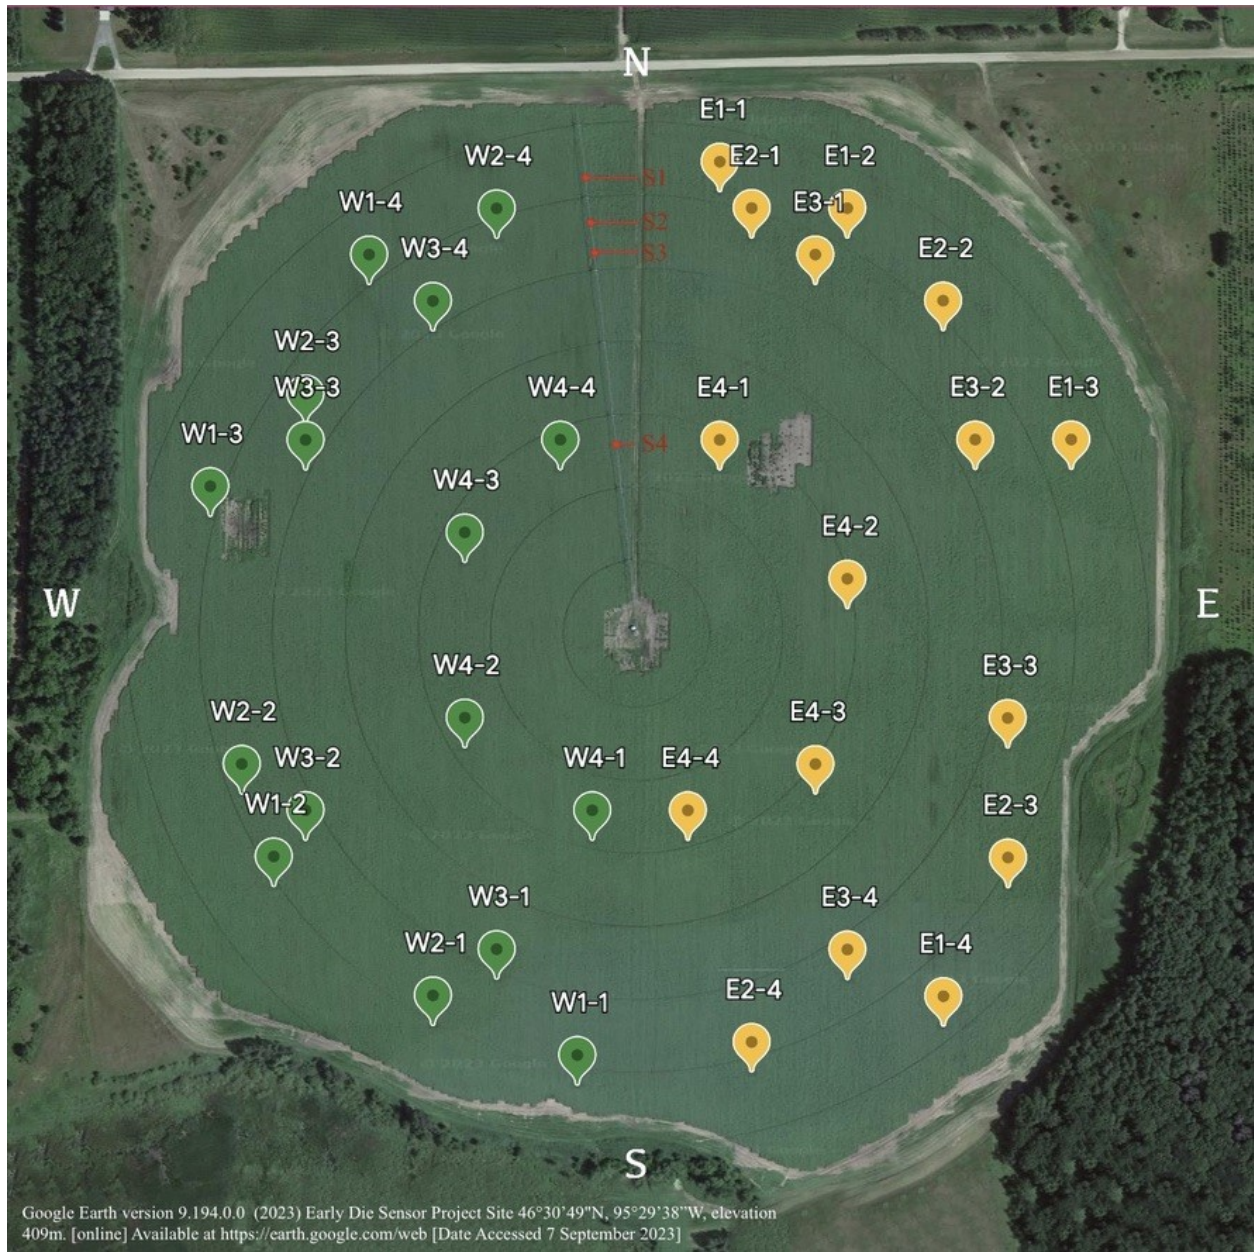 N
E1-1
W2-4
E2-1
E1-2
S1
W1-4
E3-1
S2
W3-4
E2-2
S3
W2-3
W3-3
W4-4
E4-1
E3-2
E1-3
W1-3
S4
W4-3
E4-2
W
E
W4-2
E3-3
W2-2
E4-3
W3-2
W4-1
E4-4
W1-2
E2-3
W3-1
E3-4
W2-1
E1-4
E2-4
W1-1
S
Google Earth version 9.194.0.0 (2023) Early Die Sensor Project Site 46°30'49"N, 95°29'38"W, elevation
409m. [online] Available at https://earth.google.com/web [Date Accessed 7 September 2023]